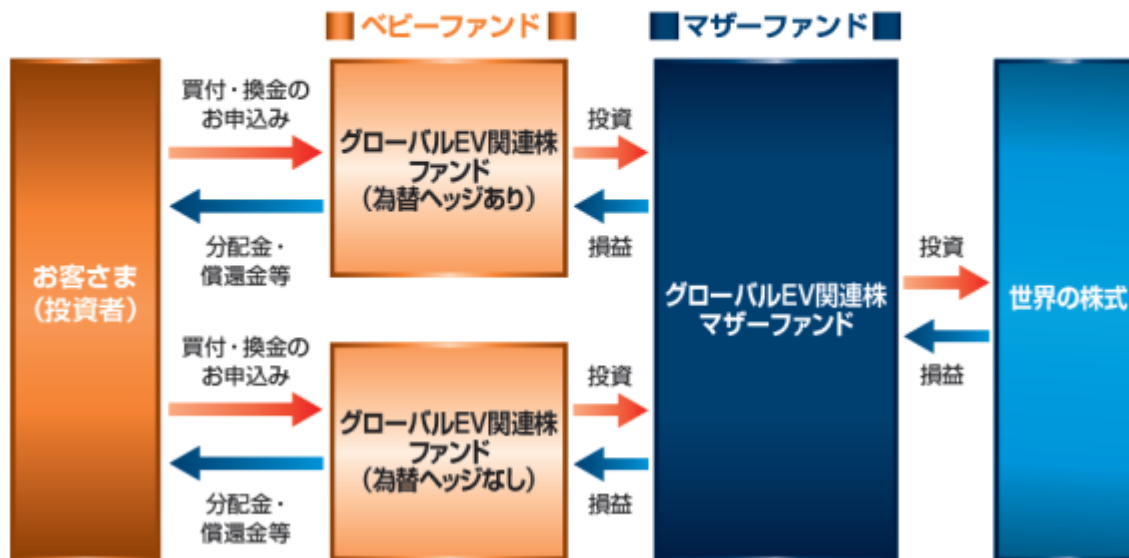 ベビーファンド
マザーファンド
お客さま
（投資者）
買付・換金の
お申込み
分配金・
償還金等
グローバルEV関連株
ファンド
（為替ヘッジあり）
投資
損益
買付・換金の
お申込み
分配金・
償還金等
グローバルEV関連株
ファンド
（為替ヘッジなし）
投資
損益
グローバルEV関連株
マザーファンド
投資
損益
世界の株式